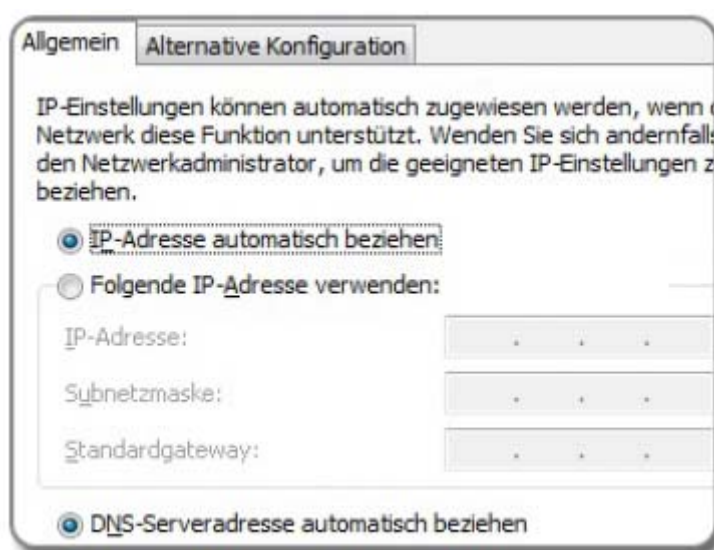 Allgemein
Alternative Konfiguration
IP-Einstellungen können automatisch zugewiesen werden, wenn
Netzwerk diese Funktion unterstützt. Wenden Sie sich andernfalls
den Netzwerkadministrator, um die geeigneten IP-Einstellungen
beziehen.
IP-Adresse automatisch beziehen
Folgende IP-Adresse verwenden:
IP-Adresse:
Subnetzmaske:
Standardgateway:
DNS-Serveradresse automatisch beziehen